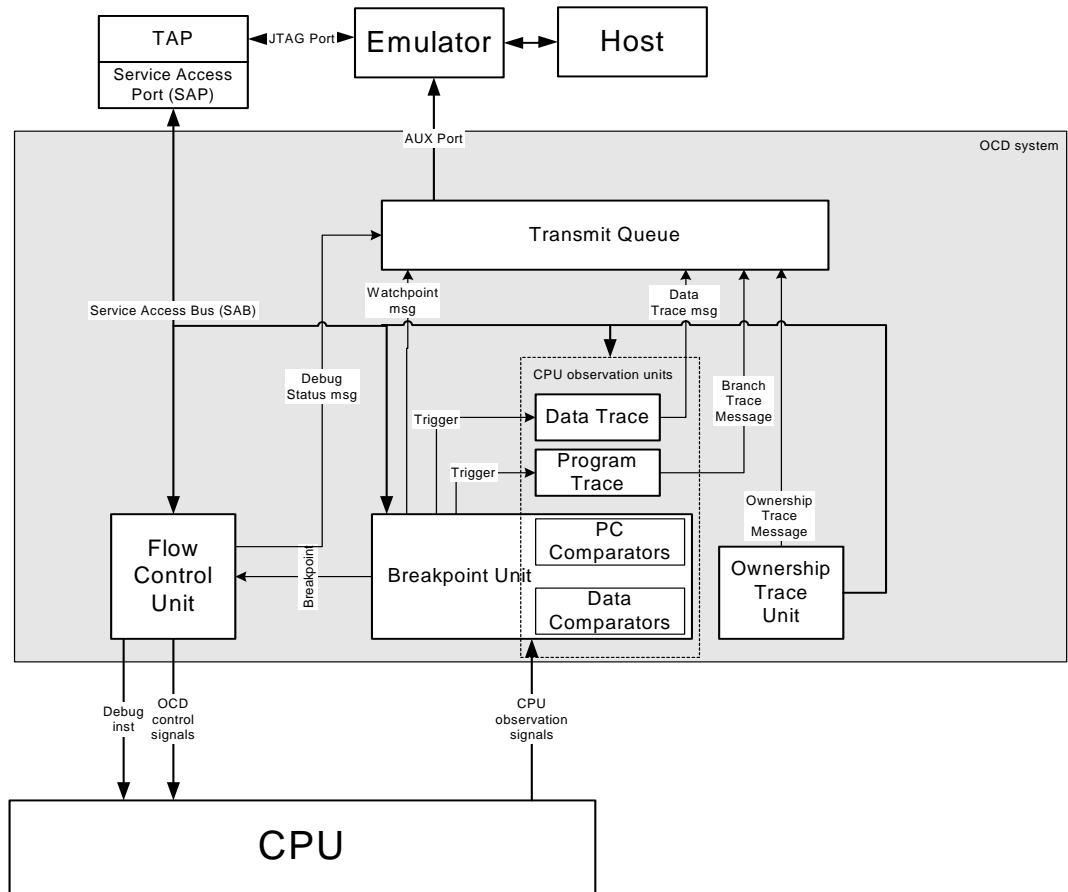 TAP
JTAG Port
Emulator
Host
Service Access
Port (SAP)
AUX Port
OCD system
Transmit Queue
Watchpoint
msg
Data
Trace msg
Service Access Bus (SAB)
Debug
Status msg
CPU observation units
Branch
Trace
Message
Trigger
Data Trace
Trigger
Program
Trace
Ownership
Trace
Message
Flow
Control
Unit
Breakpoint
Breakpoint Unit
PC
Comparators
Data
Comparators
Ownership
Trace
Unit
Debug
inst
OCD
control
signals
CPU
observation
signals
CPU